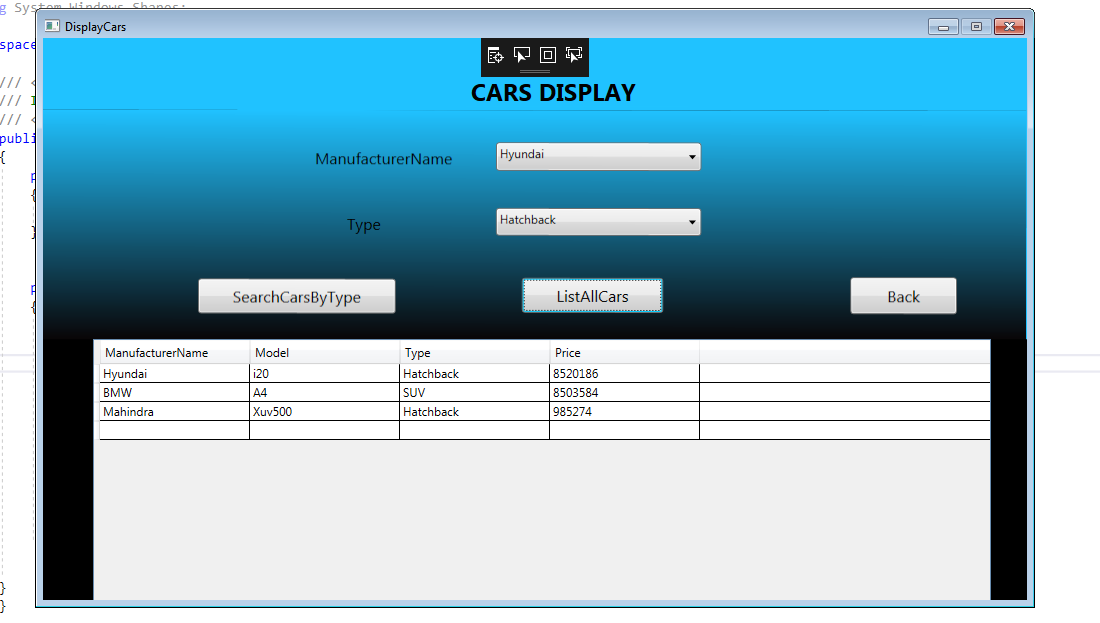 g System.Windows.Shapes;
DisplayCars
space
CARS DISPLAY
///
///
///
publi
{
ManufacturerName
Hyundai
{
Type
Hatchback
}
SearchCarsByType
ListAllCars
Back
{
ManufacturerName Model Type Price
Hyundai i20 Hatchback 8520186
BMW A4 SUV 8503584
Mahindra Xuv500 Hatchback 985274
}
}